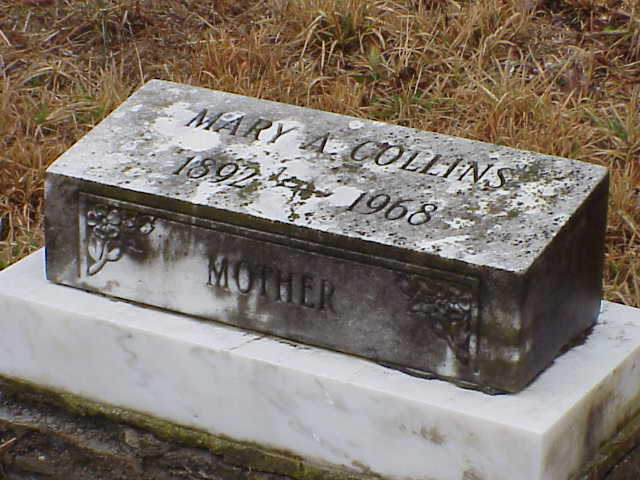 MARY A. COLLINS
1892 — 1968
MOTHER